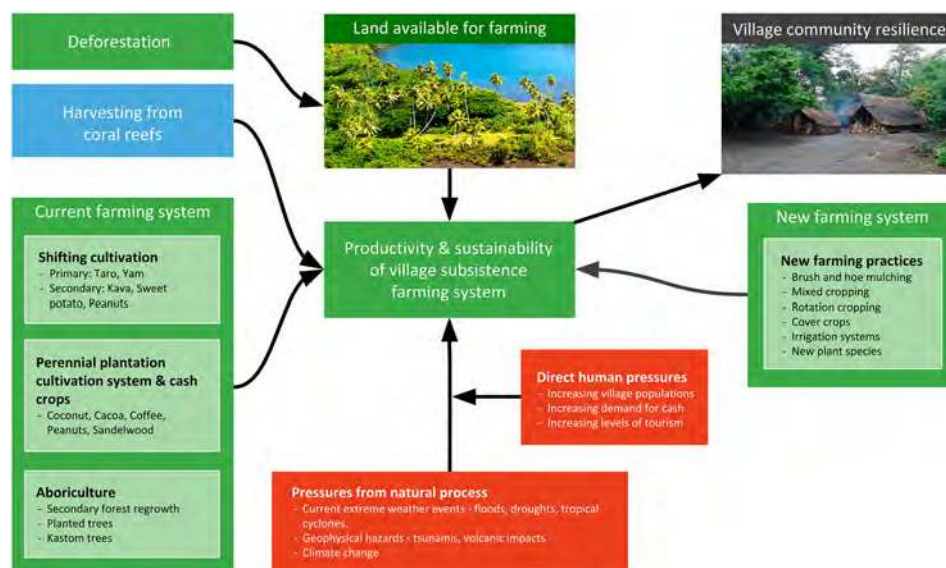 Deforestation
Harvesting from
coral reefs
Current farming system
Shifting cultivation
- Primary: Taro, Yam
- Secondary: Kava, Sweet
potato, Peanuts
Perennial plantation
cultivation system & cash
crops
- Coconut, Cacoa, Coffee,
Peanuts, Sandelwood
Aboriculture
- Secondary forest regrowth
- Planted trees
- Kastom trees
Land available for farming
Productivity & sustainability
of village subsistence
farming system
Direct human pressures
- Increasing village populations
- Increasing demand for cash
- Increasing levels of tourism
Pressures from natural process
- Current extreme weather events - floods, droughts, tropical
cyclones.
- Geophysical hazards - tsunamis, volcanic impacts
- Climate change
Village community resilience
New farming system
New farming practices
- Brush and hoe mulching
- Mixed cropping
- Rotation cropping
- Cover crops
- Irrigation systems
- New plant species